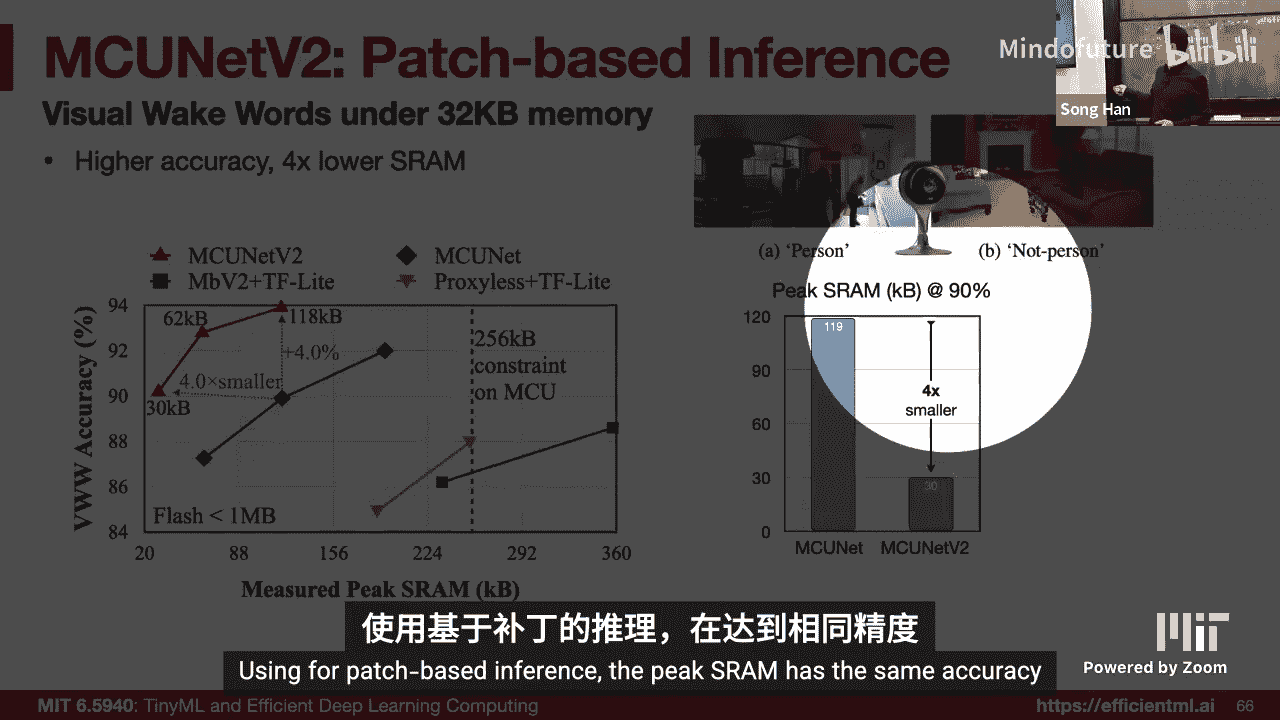 MCUNetV2: Patch-based Inference
Mindofuture bilibili
Song Han
Visual Wake Words under 32KB memory
• Higher accuracy, 4x lower SRAM
(a) ‘Person’
(b) ‘Not-person’
MCUNetV2
MCUNet
MbV2+TF-Lite
Proxyless+TF-Lite
VWW Accuracy (%)
94
92
90
88
86
84
62kB
118kB
+4.0%
4.0×smaller
30kB
256kB
constraint
on MCU
Flash < 1MB
20
88
156
224
292
360
Measured Peak SRAM (kB)
Peak SRAM (kB) @ 90%
120
90
60
30
0
119
4x
smaller
30
MCUNet
MCUNetV2
使用基于补丁的推理，在达到相同精度
Using for patch-based inference, the peak SRAM has the same accuracy
MIT
Powered by Zoom
MIT 6.5940: TinyML and Efficient Deep Learning Computing
https://efficientml.ai
66